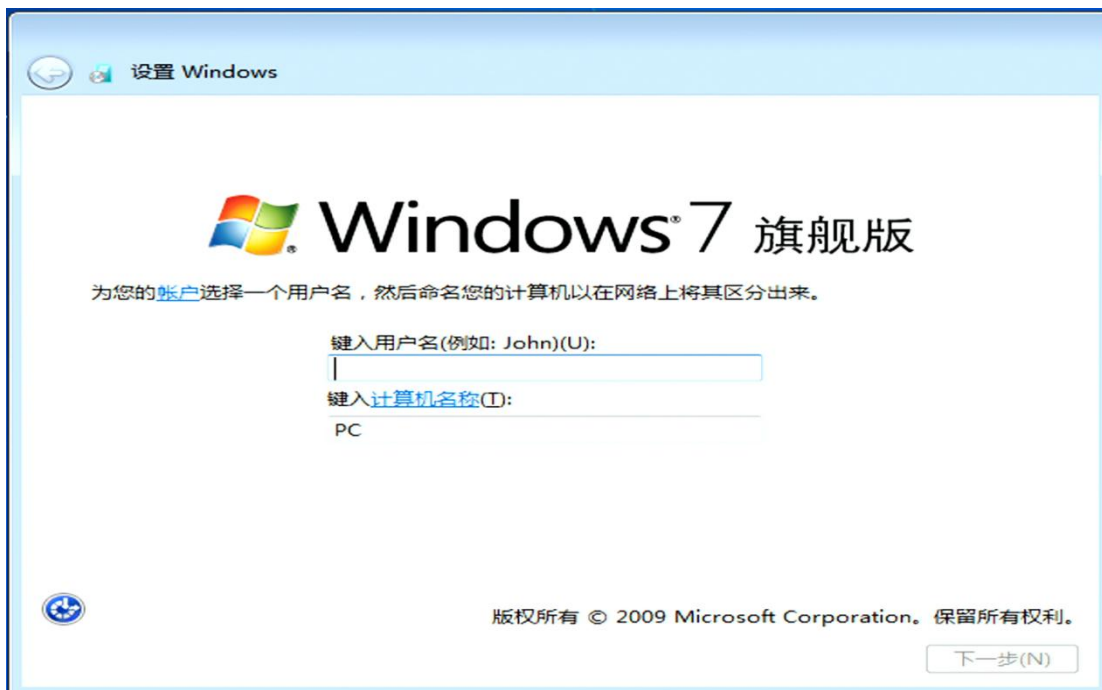 设置 Windows
Windows® 7 旗舰版
为您的帐户选择一个用户名，然后命名您的计算机以在网络上将其区分出来。
键入用户名(例如: John)(U):
键入计算机名称(T):
PC
版权所有 © 2009 Microsoft Corporation。保留所有权利。
下一步(N)